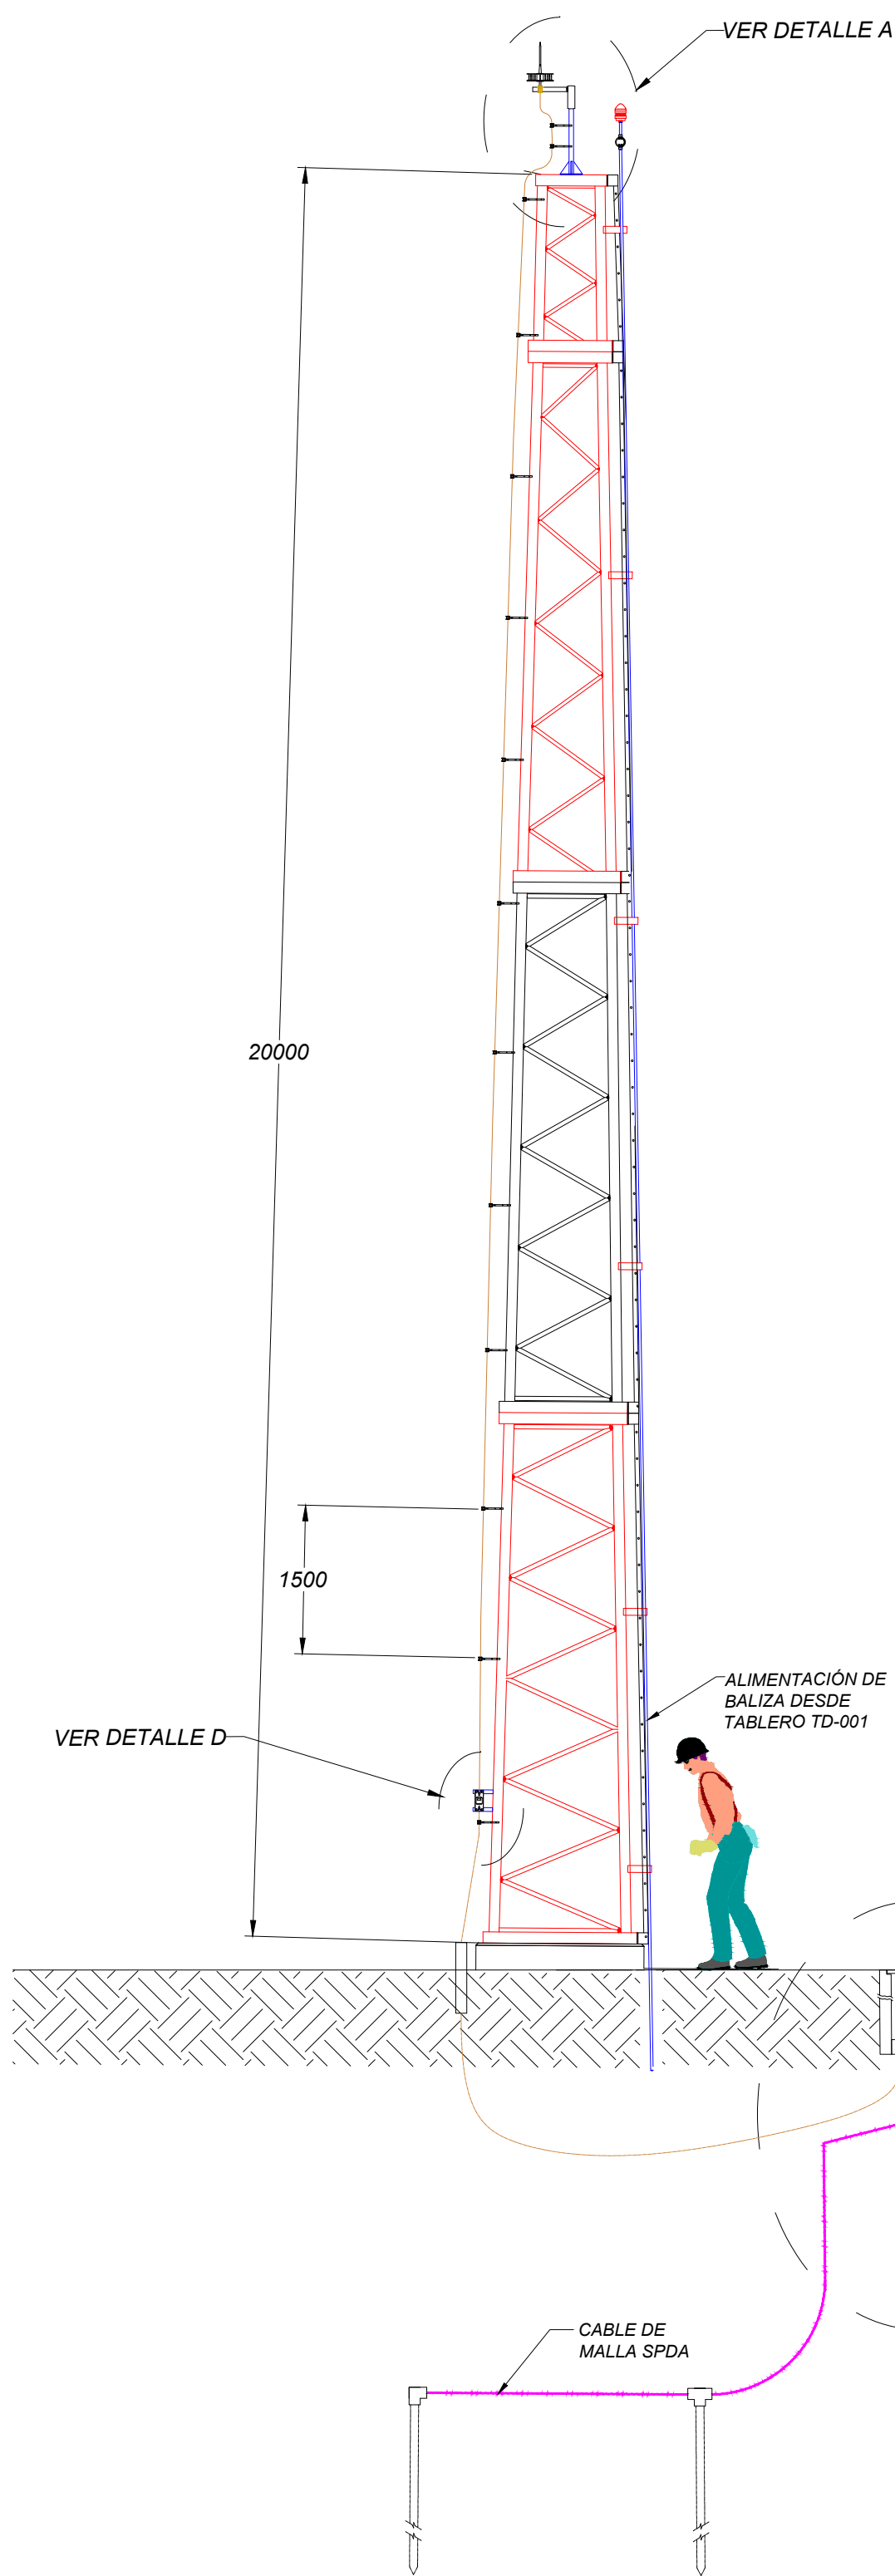 VER DETALLE A
20000
1500
ALIMENTACIÓN DE
BALIZA DESDE
TABLERO TD-001
VER DETALLE D
CABLE DE
MALLA SPDA